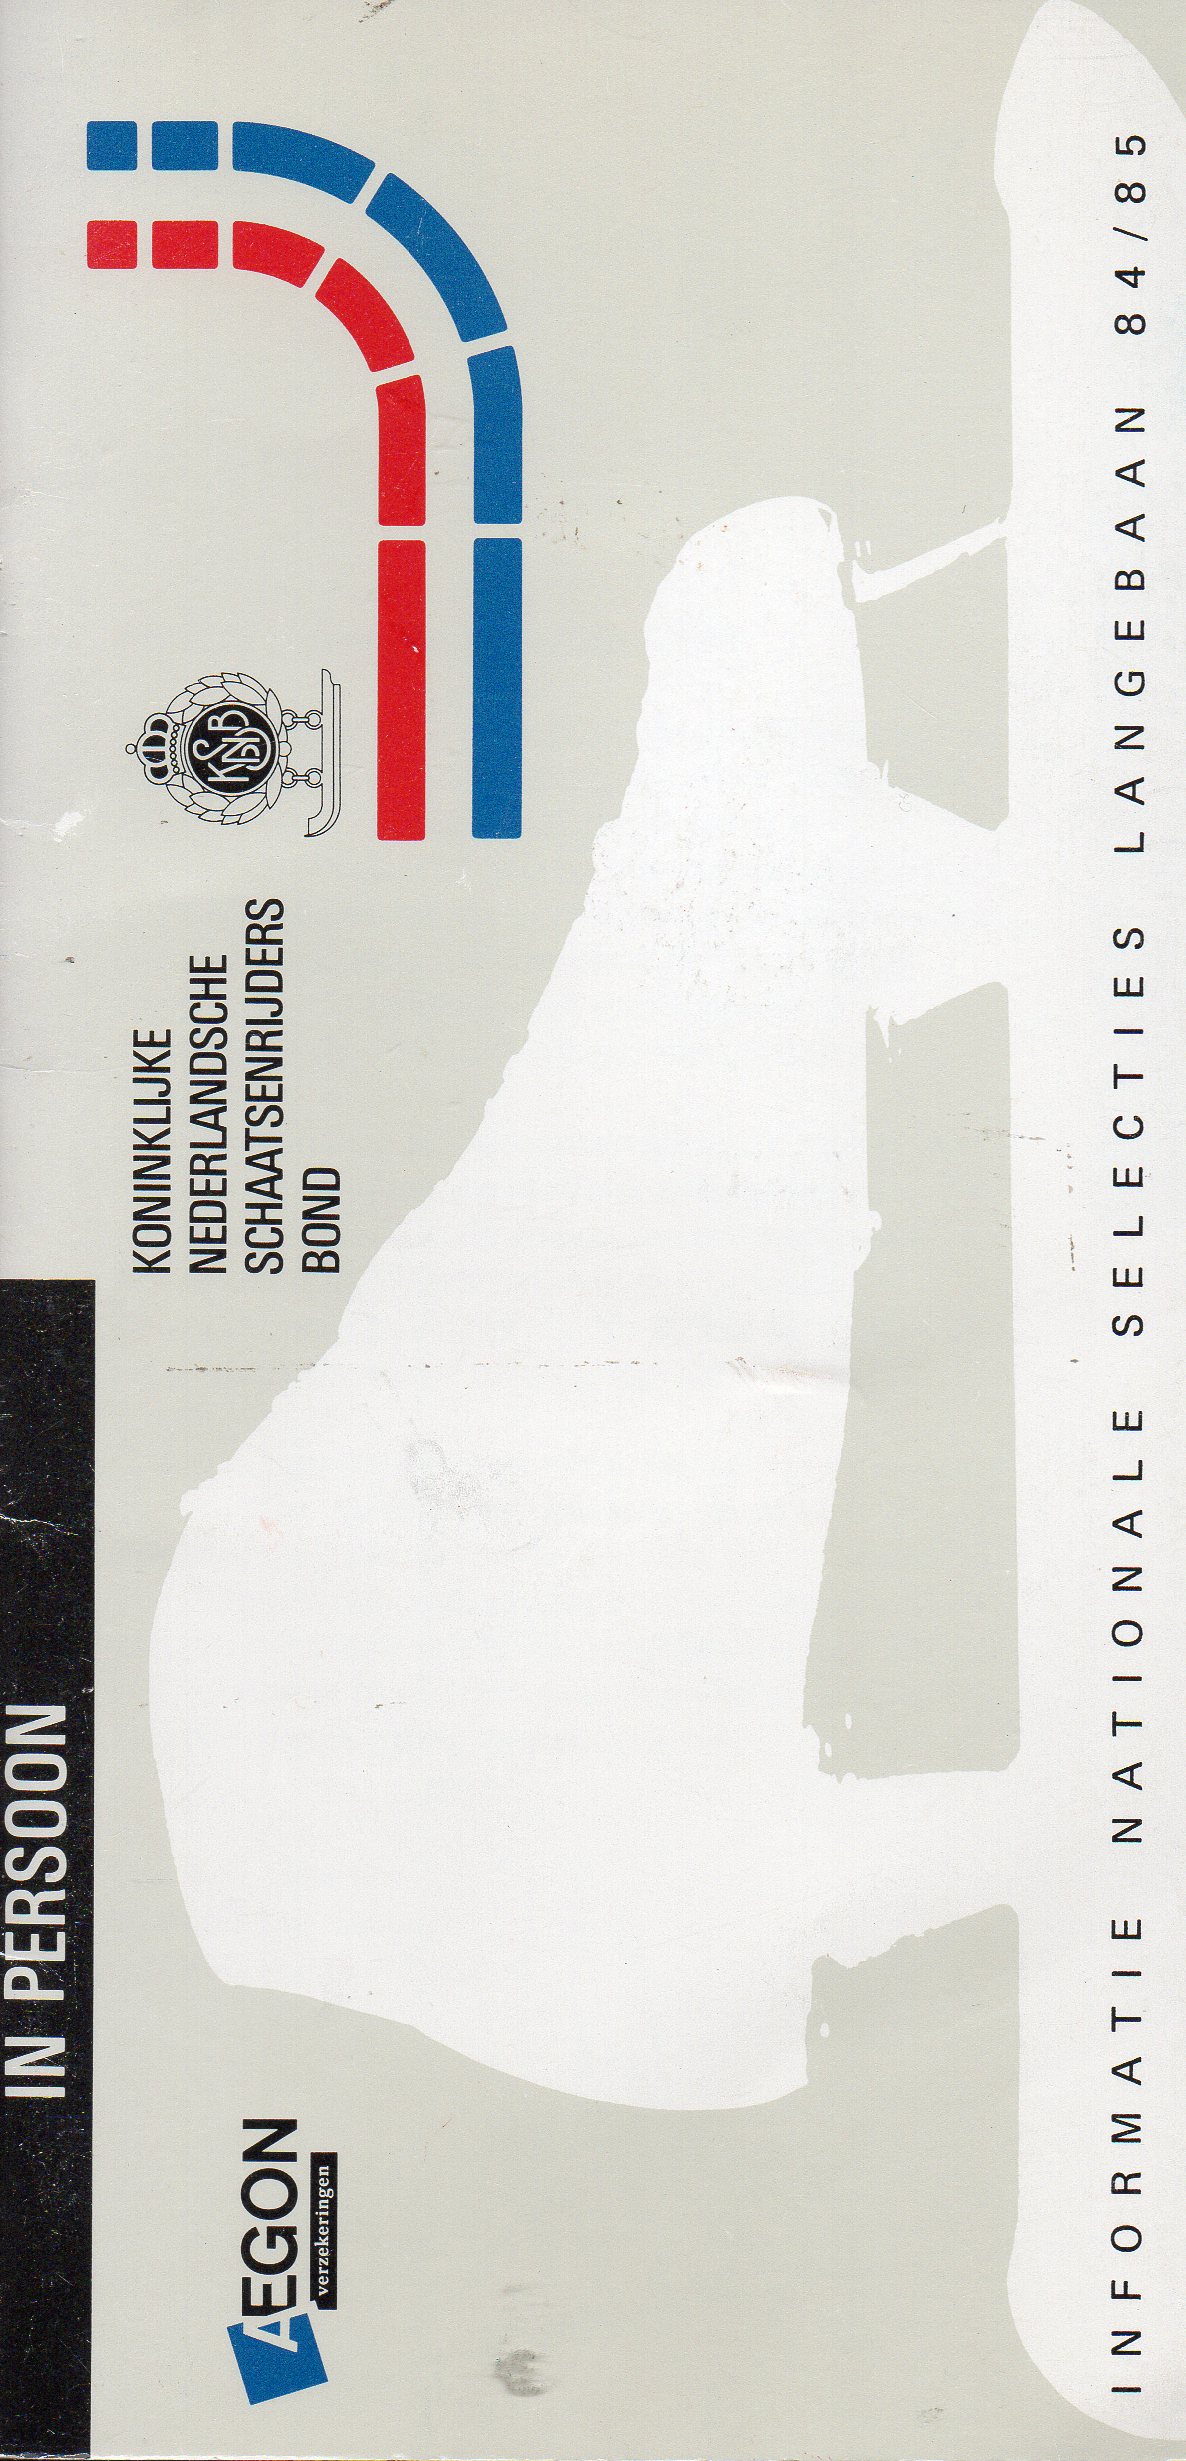 IN PERSOON
KONINKLIJKE
NEDERLANDSCHE
SCHAATSENRIJDERS
BOND
KNSB
AEGON
verzekeringen
INFORMATIE NATIONALE SELECTIES LANGEBAAN 84/85